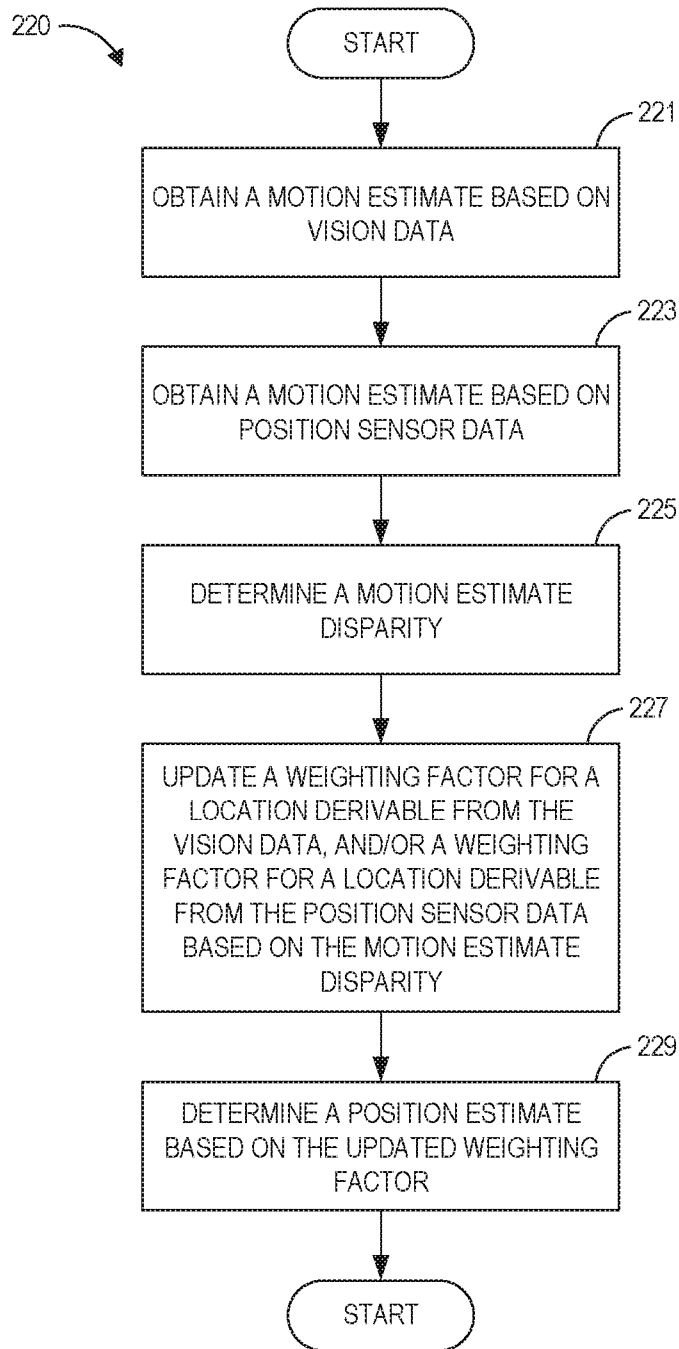 220
START
221
OBTAIN A MOTION ESTIMATE BASED ON
VISION DATA
223
OBTAIN A MOTION ESTIMATE BASED ON
POSITION SENSOR DATA
225
DETERMINE A MOTION ESTIMATE
DISPARITY
227
UPDATE A WEIGHTING FACTOR FOR A
LOCATION DERIVABLE FROM THE
VISION DATA, AND/OR A WEIGHTING
FACTOR FOR A LOCATION DERIVABLE
FROM THE POSITION SENSOR DATA
BASED ON THE MOTION ESTIMATE
DISPARITY
229
DETERMINE A POSITION ESTIMATE
BASED ON THE UPDATED WEIGHTING
FACTOR
START